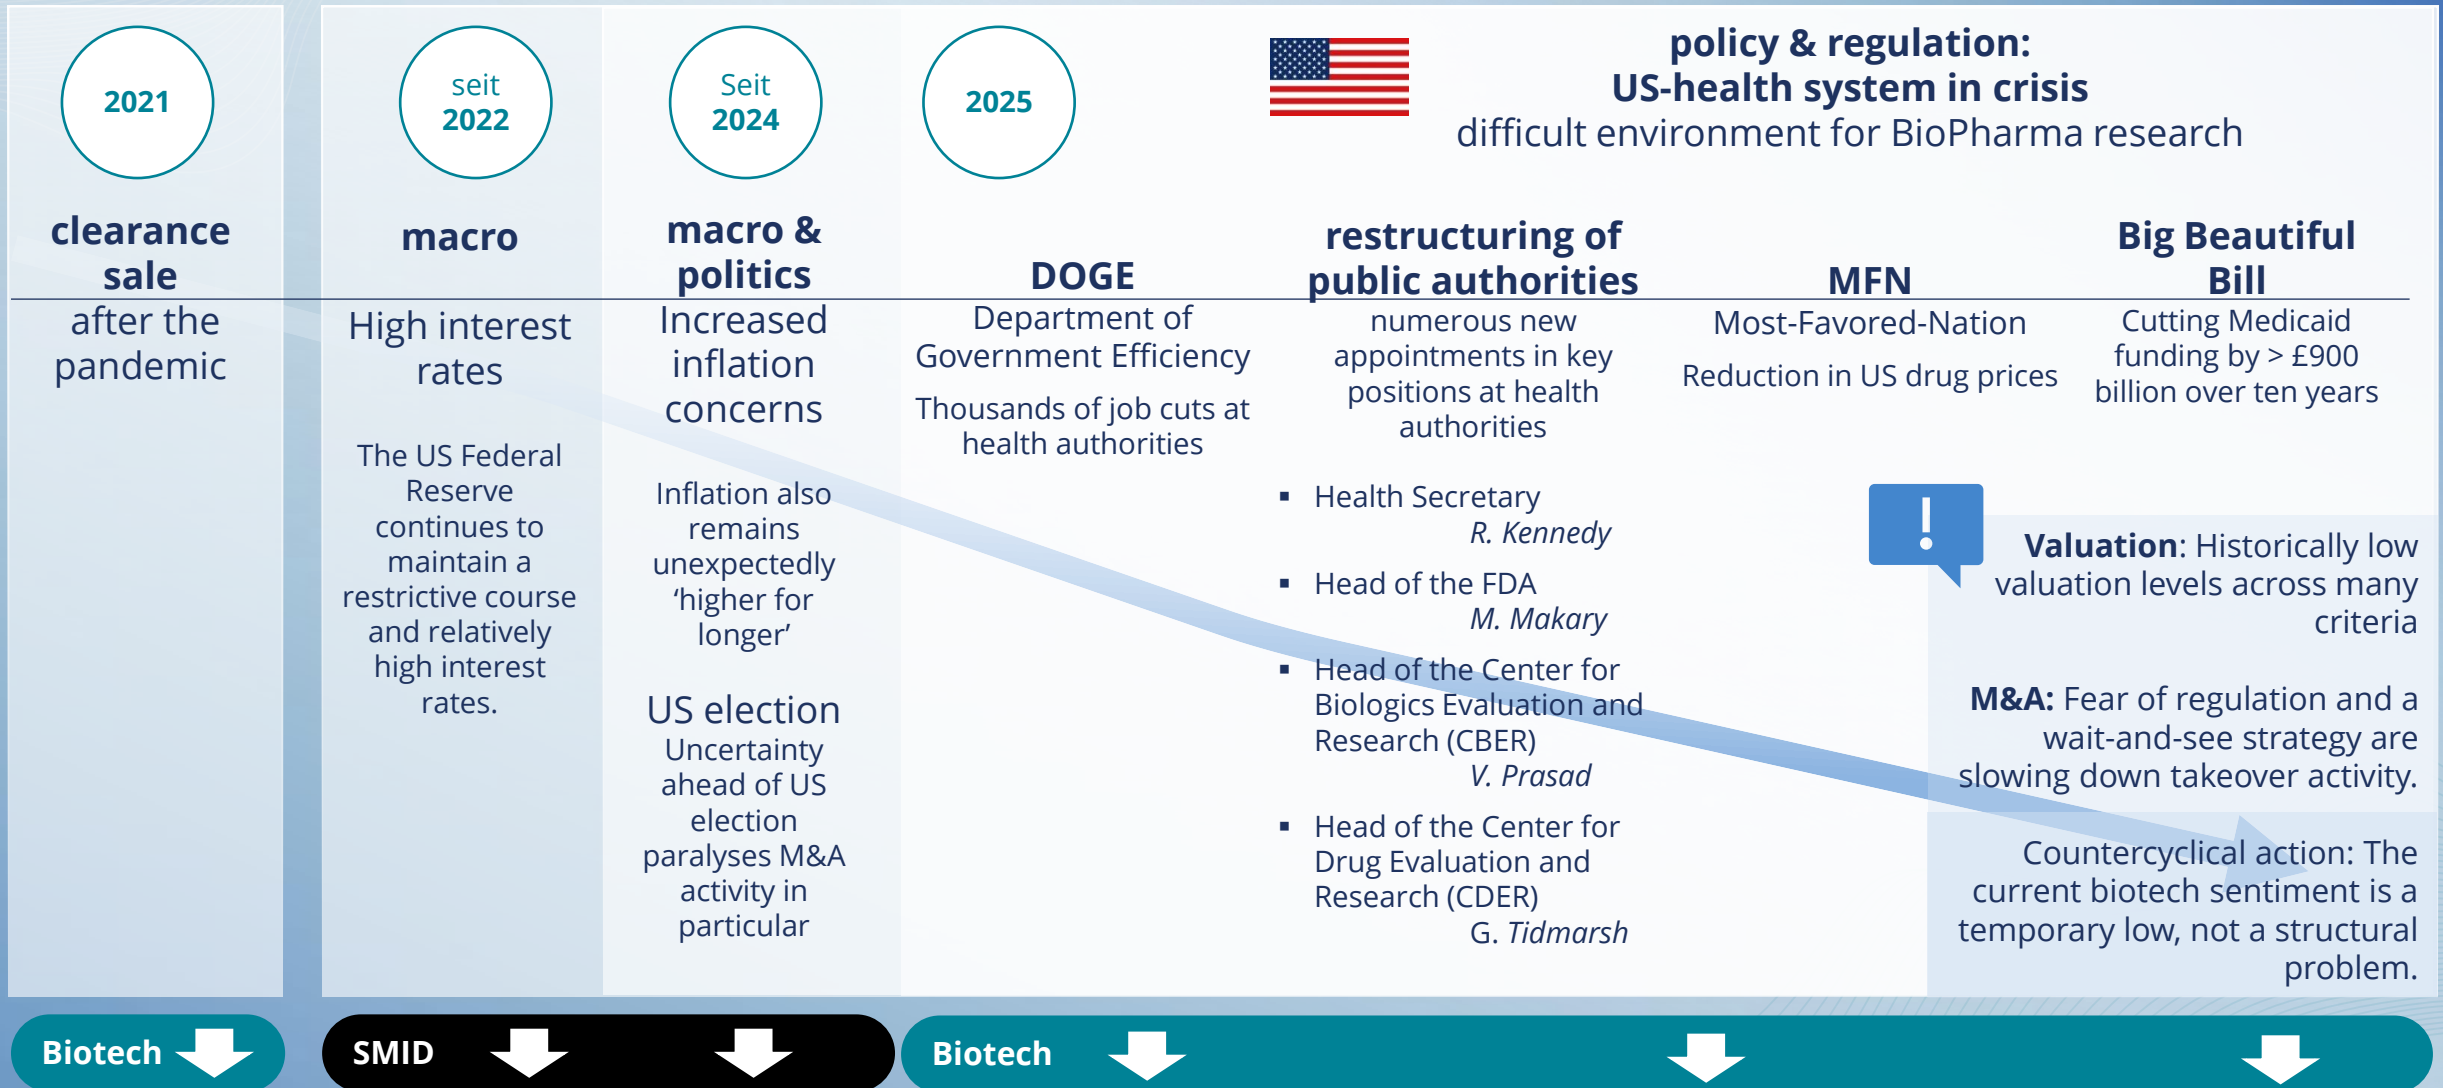 2021
clearance
sale
after the
pandemic
seit
2022
macro
High interest
rates
The US Federal
Reserve
continues to
maintain a
restrictive course
and relatively
high interest
rates.
Seit
2024
macro &
politics
Increased
inflation
concerns
Inflation also
remains
unexpectedly
‘higher for
longer’
US election
Uncertainty
ahead of US
election
paralyses M&A
activity in
particular
2025
policy & regulation:
US-health system in crisis
difficult environment for BioPharma research
DOGE
Department of
Government Efficiency
Thousands of job cuts at
health authorities
restructuring of
public authorities
numerous new
appointments in key
positions at health
authorities
▪ Health Secretary
R. Kennedy
▪ Head of the FDA
M. Makary
▪ Head of the Center for
Biologics Evaluation and
Research (CBER)
V. Prasad
▪ Head of the Center for
Drug Evaluation and
Research (CDER)
G. Tidmarsh
MFN
Most-Favored-Nation
Reduction in US drug prices
Big Beautiful
Bill
Cutting Medicaid
funding by > £900
billion over ten years
!
Valuation: Historically low
valuation levels across many
criteria
M&A: Fear of regulation and a
wait-and-see strategy are
slowing down takeover activity.
Countercyclical action: The
current biotech sentiment is a
temporary low, not a structural
problem.
Biotech
SMID
Biotech